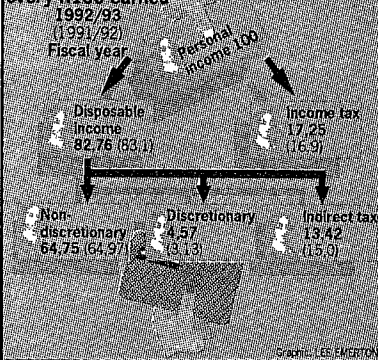 1992/93
(1991/92)
Fiscal year
Personal
income 100
Disposable
income
82.76 (83.1)
Income tax
17.25
(16.9)
Non-
discretionary
64.75 (64.97)
Discretionary
4.57
(3.13)
Indirect tax
13.42
(15.0)
Graphic: LES EMERTON